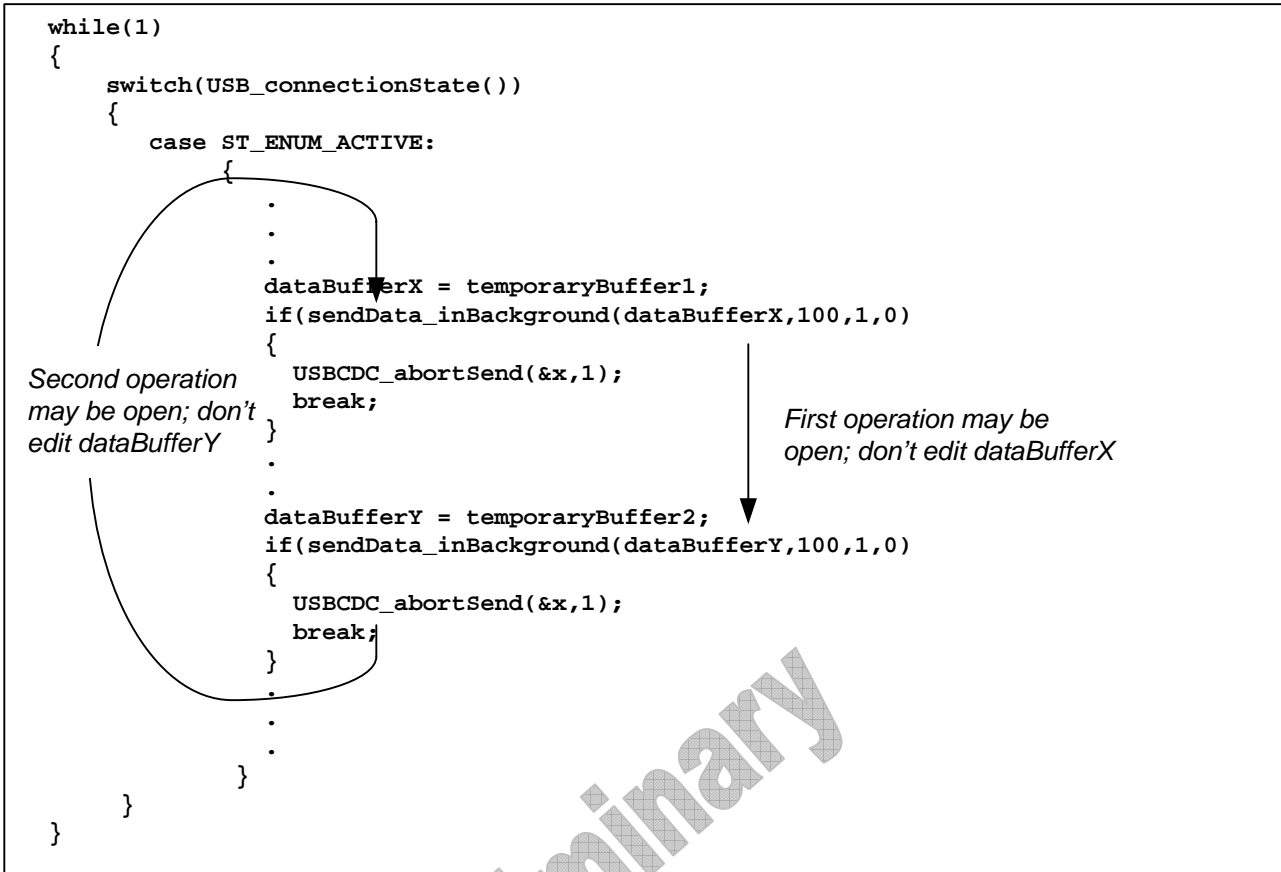 while(1)
{
switch(USB_connectionState())
{
case ST_ENUM_ACTIVE:
{
.
.
.
dataBufferX = temporaryBuffer1;
if(sendData_inBackground(dataBufferX,100,1,0)
{
USBCDC_abortSend(&x,1);
break;
}
.
.
dataBufferY = temporaryBuffer2;
if(sendData_inBackground(dataBufferY,100,1,0)
{
USBCDC_abortSend(&x,1);
break;
}
.
.
.
}
}
}
Second operation
may be open; don't
edit dataBufferY
First operation may be
open; don't edit dataBufferX
minary